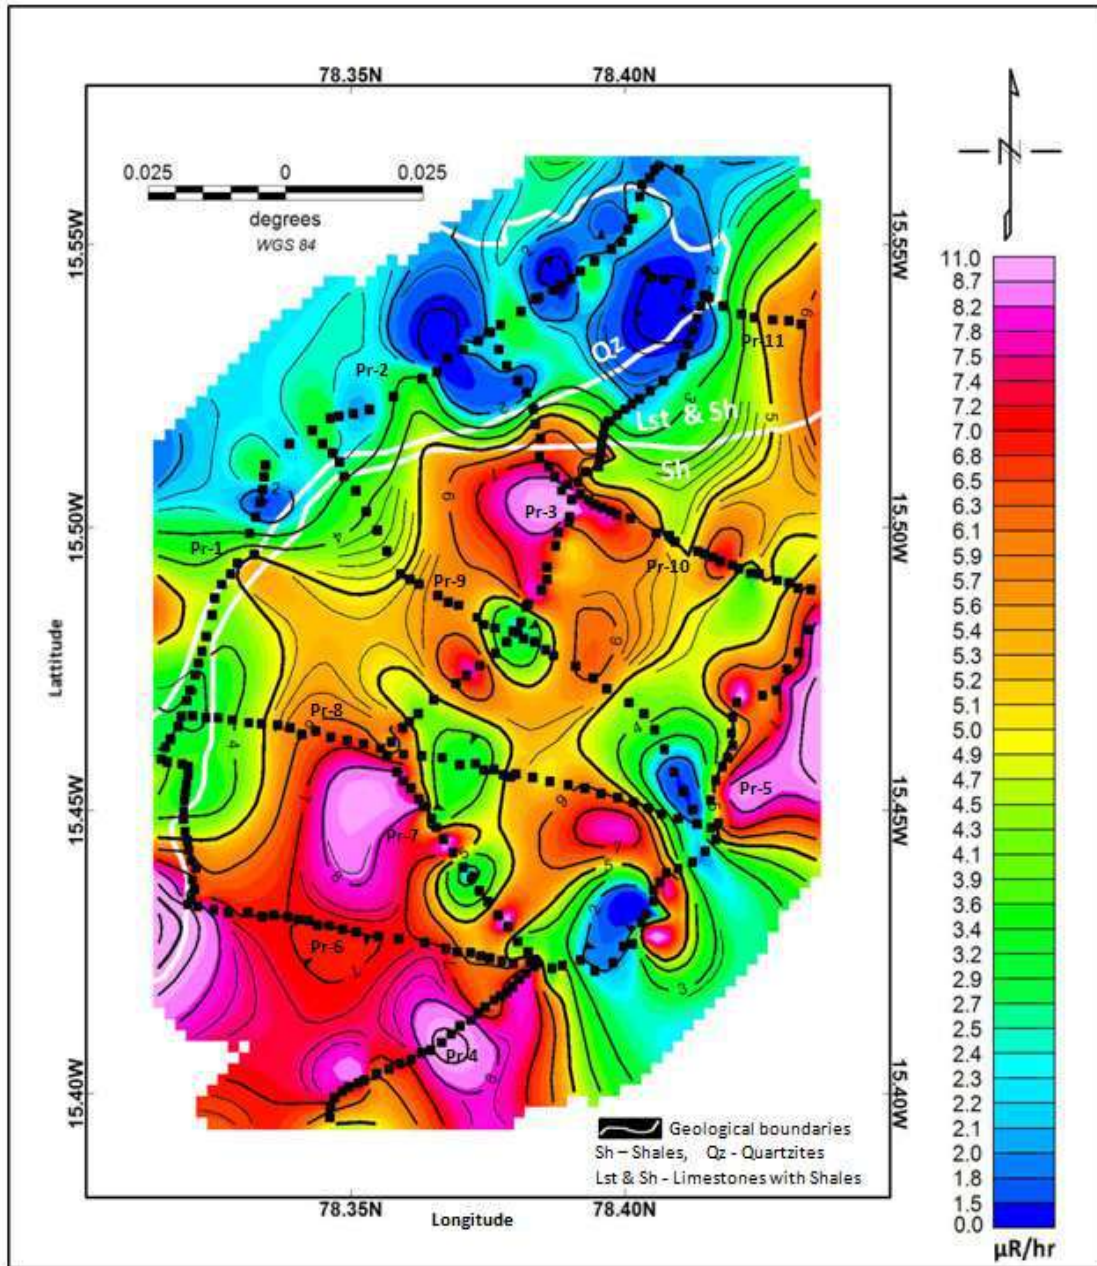 78.35N 78.40N
0.025 0 0.025
degrees
WGS 84
15.55W 15.55W
11.0
8.7
8.2
7.8
7.5
7.4
7.2
7.0
6.8
6.5
6.3
6.1
5.9
5.7
5.6
5.4
5.3
5.2
5.1
5.0
4.9
4.7
4.5
4.3
4.1
3.9
3.6
3.4
3.2
2.9
2.7
2.5
2.4
2.3
2.2
2.1
2.0
1.8
1.5
0.0
µR/hr
Qz
Pr-11
Pr-2
Lst & Sh
Sh
Pr-3
15.50W 15.50W
Pr-1
Pr-10
Pr-9
Lattitude
Pr-8
Pr-5
15.45W 15.45W
Pr-7
Pr-6
Pr-4
15.40W 15.40W
Geological boundaries
Sh – Shales, Qz - Quartzites
Lst & Sh - Limestones with Shales
78.35N 78.40N
Longitude